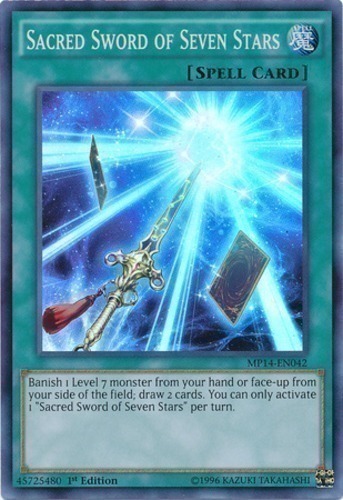 SACRED SWORD OF SEVEN STARS 魔
[SPELL CARD]
MP14-EN042
Banish 1 Level 7 monster from your hand or face-up from
your side of the field; draw 2 cards. You can only activate
1 "Sacred Sword of Seven Stars" per turn.
45725480 1st Edition ©1996 KAZUKI TAKAHASHI